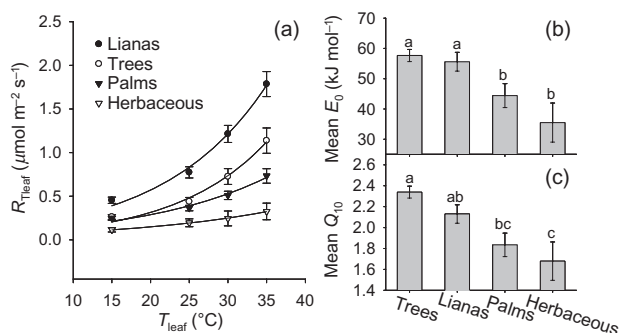 (a)
Lianas
Trees
Palms
Herbaceous
R_Tleaf (µmol m⁻² s⁻¹)
2.5
2.0
1.5
1.0
0.5
0.0
10 15 20 25 30 35 40
T_leaf (°C)
(b)
Mean E₀ (kJ mol⁻¹)
70
60
50
40
30
a a b b
(c)
Mean Q₁₀
2.6
2.4
2.2
2.0
1.8
1.6
1.4
a ab bc c
Trees Lianas Palms Herbaceous